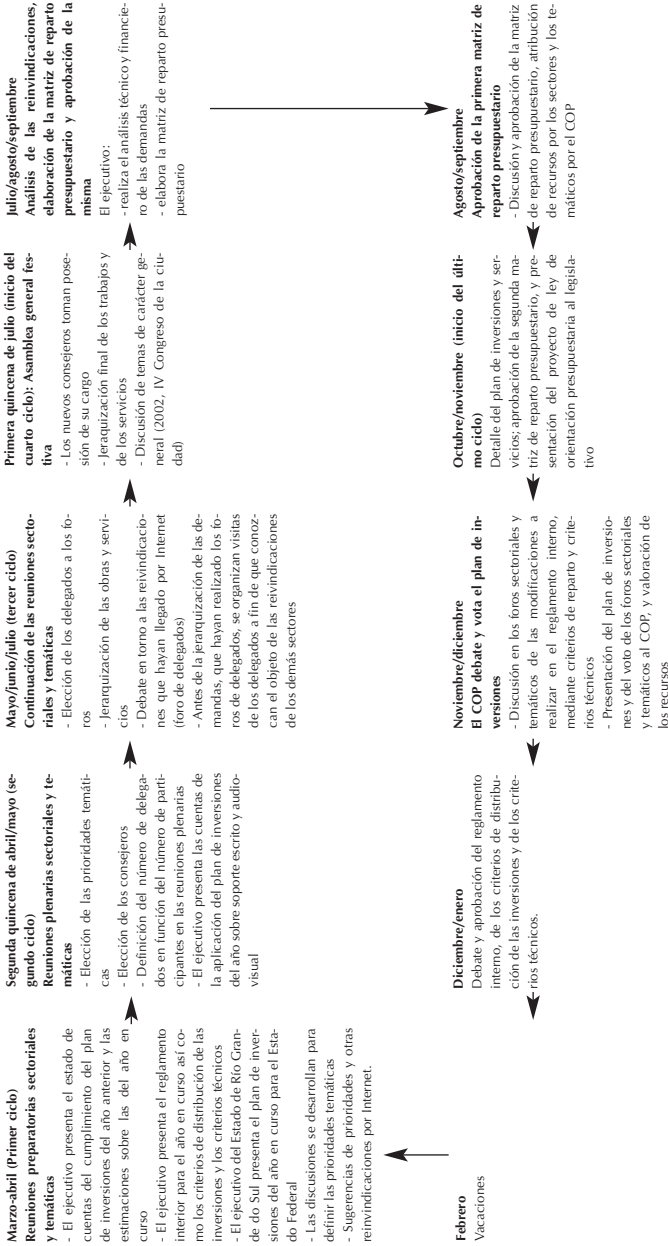 Marzo-abril (Primer ciclo)
Reuniones preparatorias sectoriales
y temáticas
- El ejecutivo presenta el estado de
cuentas del cumplimiento del plan
de inversiones del año anterior y las
estimaciones sobre las del año en
curso
- El ejecutivo presenta el reglamento
interior para el año en curso así co-
mo los criterios de distribución de las
inversiones y los criterios técnicos
- El ejecutivo del Estado de Río Gran-
de do Sul presenta el plan de inver-
siones del año en curso para el Esta-
do Federal
- Las discusiones se desarrollan para
definir las prioridades temáticas
- Sugerencias de prioridades y otras
reinvindicaciones por Internet.
Segunda quincena de abril/mayo (se-
gundo ciclo)
Reuniones plenarias sectoriales y te-
máticas
- Elección de las prioridades temáti-
cas
- Elección de los consejeros
- Definición del número de delega-
dos en función del número de parti-
cipantes en las reuniones plenarias
- El ejecutivo presenta las cuentas de
la aplicación del plan de inversiones
del año sobre soporte escrito y audio-
visual
Mayo/junio/julio (tercer ciclo)
Continuación de las reuniones secto-
riales y temáticas
- Elección de los delegados a los fo-
ros
- Jerarquización de las obras y servi-
cios
- Debate en torno a las reivindicacio-
nes que hayan llegado por Internet
(foro de delegados)
- Antes de la jerarquización de las de-
mandas, que hayan realizado los fo-
ros de delegados, se organizan visitas
de los delegados a fin de que conoz-
can el objeto de las reivindicaciones
de los demás sectores
Primera quincena de julio (inicio del
cuarto ciclo): Asamblea general fes-
tiva
- Los nuevos consejeros toman pose-
sión de su cargo
- Jeraquización final de los trabajos y
de los servicios
- Discusión de temas de carácter ge-
neral (2002, IV Congreso de la ciu-
dad)
Julio/agosto/septiembre
Análisis de las reinvindicaciones,
elaboración de la matriz de reparto
presupuestario y aprobación de la
misma
El ejecutivo:
- realiza el análisis técnico y financie-
ro de las demandas
- elabora la matriz de reparto presu-
puestario
Agosto/septiembre
Aprobación de la primera matriz de
reparto presupuestario
- Discusión y aprobación de la matriz
de reparto presupuestario, atribución
de recursos por los sectores y los te-
máticos por el COP
Octubre/noviembre (inicio del últi-
mo ciclo)
Detalle del plan de inversiones y ser-
vicios; aprobación de la segunda ma-
triz de reparto presupuestario, y pre-
sentación del proyecto de ley de
orientación presupuestaria al legisla-
tivo
Noviembre/diciembre
El COP debate y vota el plan de in-
versiones
- Discusión en los foros sectoriales y
temáticos de las modificaciones a
realizar en el reglamento interno,
mediante criterios de reparto y crite-
rios técnicos
- Presentación del plan de inversio-
nes y del voto de los foros sectoriales
y temáticos al COP, y valoración de
los recursos
Diciembre/enero
Debate y aprobación del reglamento
interno, de los criterios de distribu-
ción de las inversiones y de los crite-
rios técnicos.
Febrero
Vacaciones